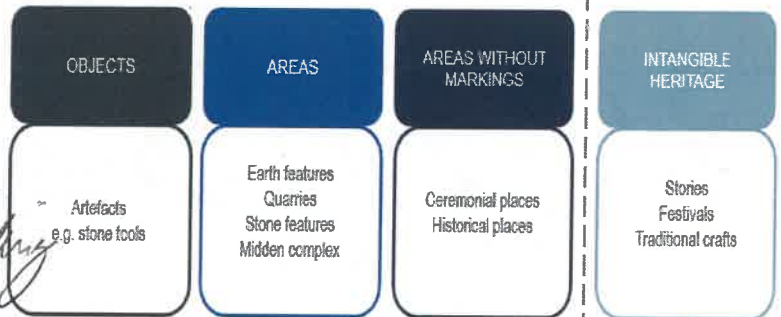 OBJECTS
Artefacts
e.g. stone tools
AREAS
Earth features
Quarries
Stone features
Midden complex
AREAS WITHOUT
MARKINGS
Ceremonial places
Historical places
INTANGIBLE
HERITAGE
Stories
Festivals
Traditional crafts